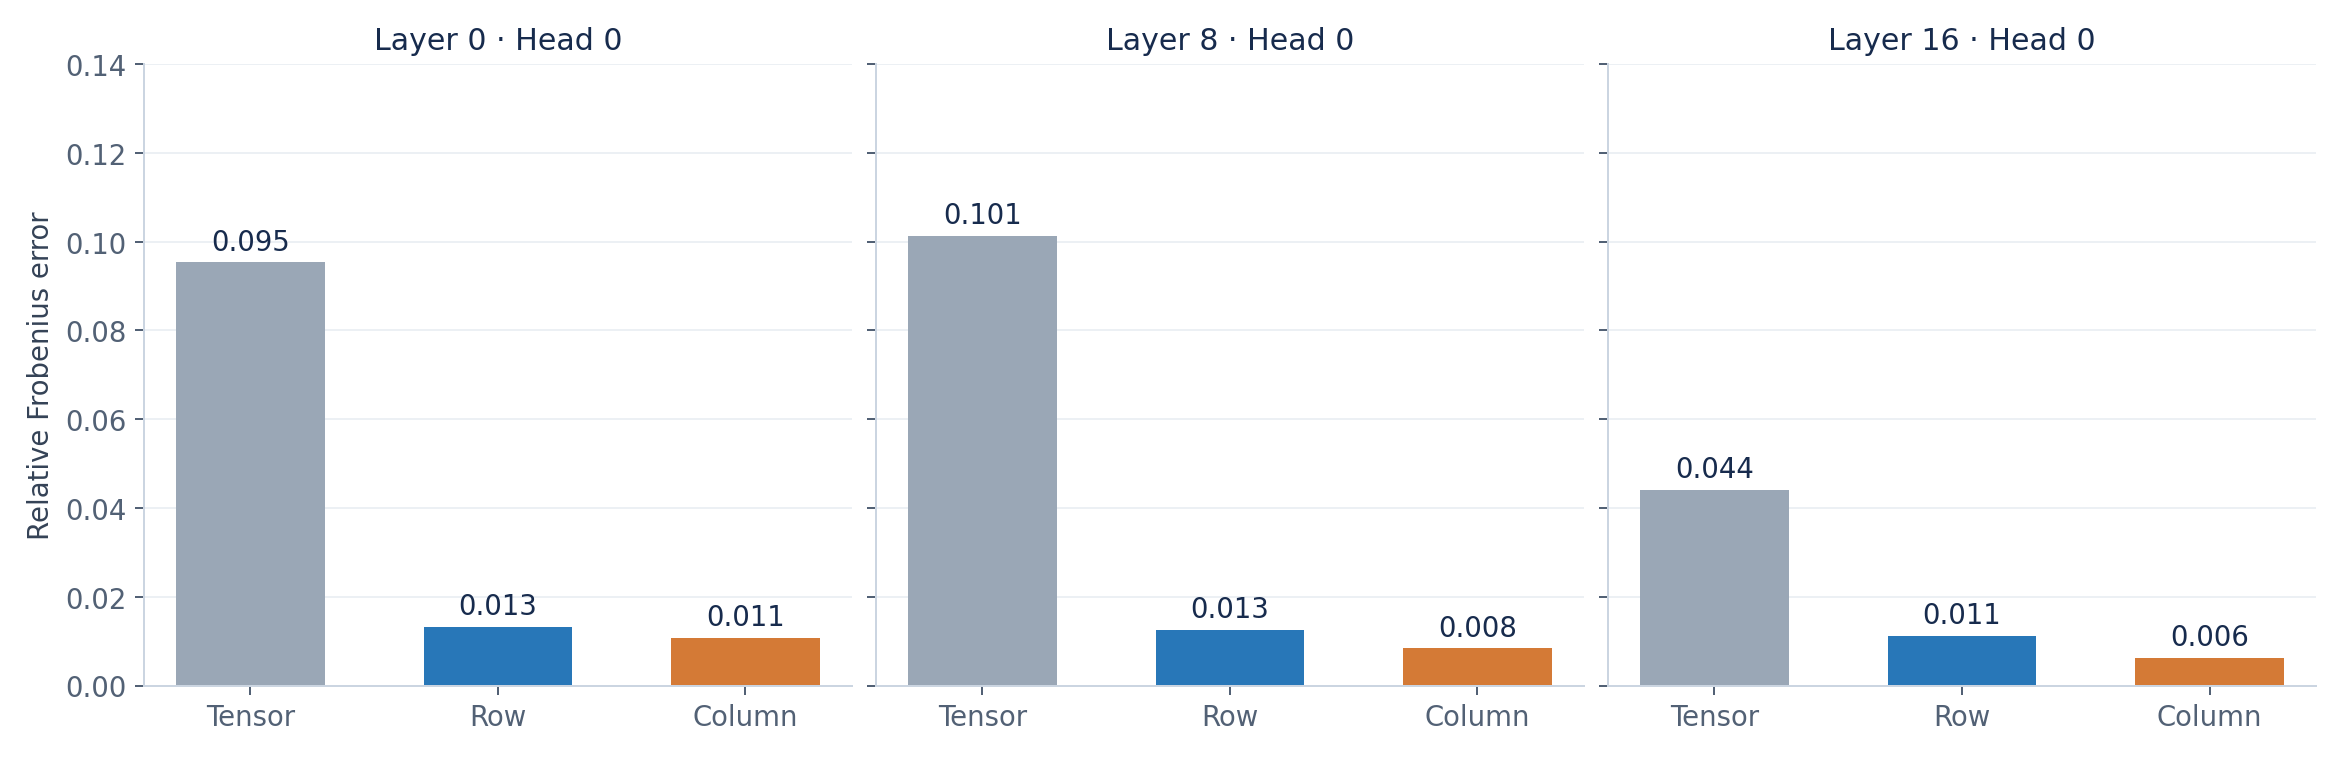 Layer 0 · Head 0
Layer 8 · Head 0
Layer 16 · Head 0
Relative Frobenius error
0.14
0.12
0.10
0.08
0.06
0.04
0.02
0.00
0.095
0.013
0.011
Tensor Row Column
0.101
0.013
0.008
Tensor Row Column
0.044
0.011
0.006
Tensor Row Column